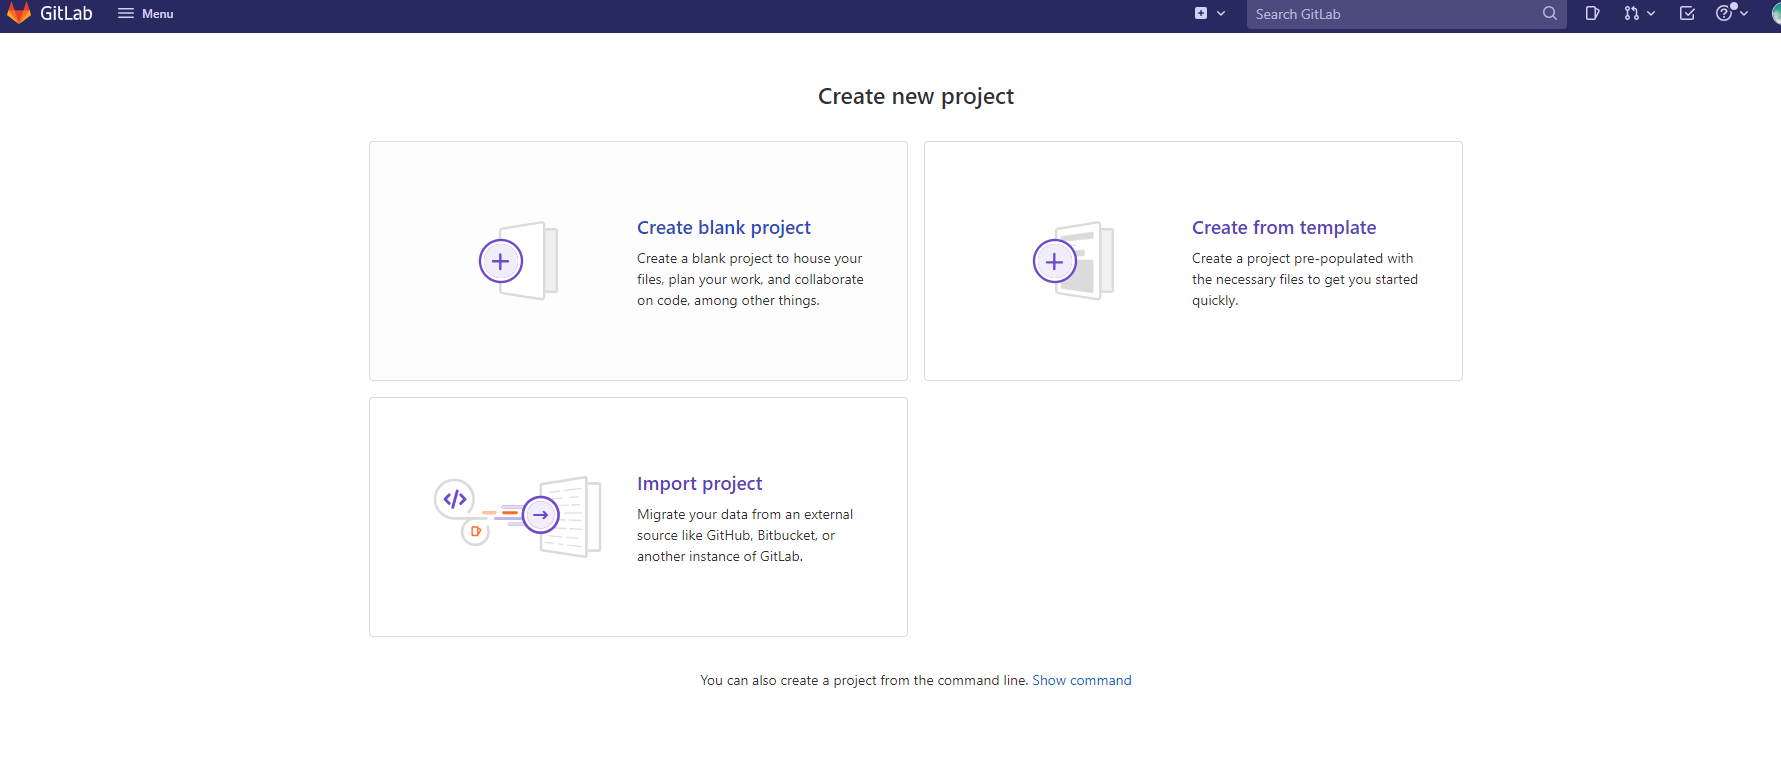 GitLab Menu Search GitLab
Create new project
Create blank project
Create a blank project to house your
files, plan your work, and collaborate
on code, among other things.
Create from template
Create a project pre-populated with
the necessary files to get you started
quickly.
Import project
Migrate your data from an external
source like GitHub, Bitbucket, or
another instance of GitLab.
You can also create a project from the command line. Show command